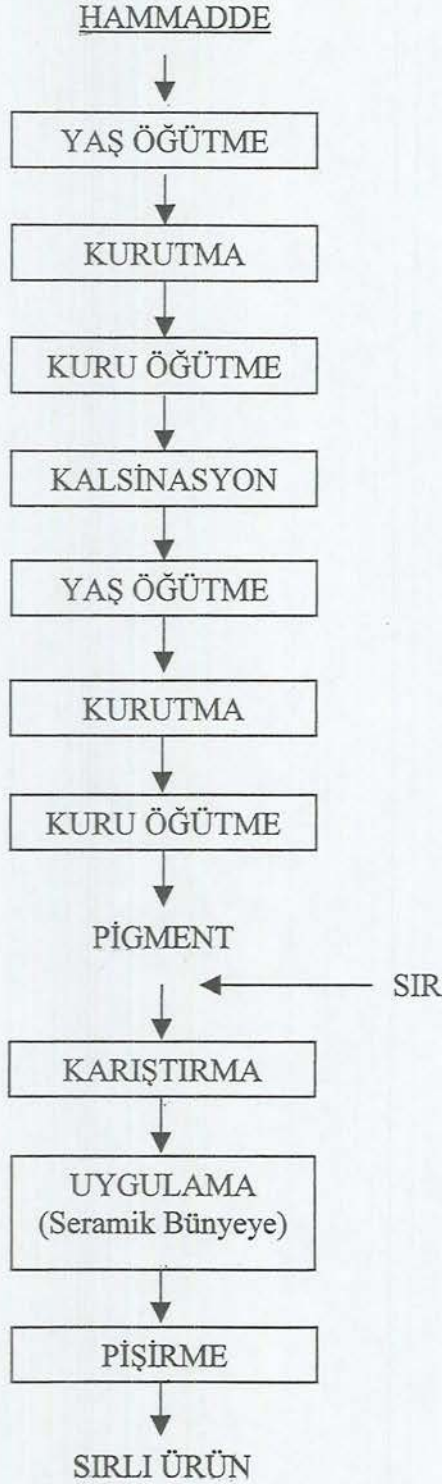 HAMMADDE
YAŞ ÖĞÜTME
KURUTMA
KURU ÖĞÜTME
KALSİNASYON
YAŞ ÖĞÜTME
KURUTMA
KURU ÖĞÜTME
PİGMENT
SIR
KARIŞTIRMA
UYGULAMA
(Seramik Bünyeye)
PİŞİRME
SIRLI ÜRÜN